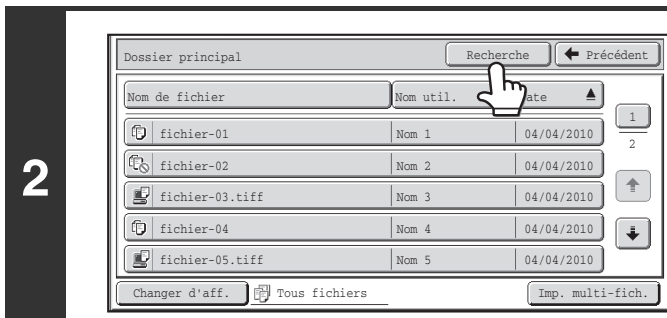 2
Dossier principal Recherche Précédent
Nom de fichier Nom util. ate
fichier-01 Nom 1 04/04/2010
fichier-02 Nom 2 04/04/2010
fichier-03.tiff Nom 3 04/04/2010
fichier-04 Nom 4 04/04/2010
fichier-05.tiff Nom 5 04/04/2010
1
2
Changer d'aff. Tous fichiers Imp. multi-fich.